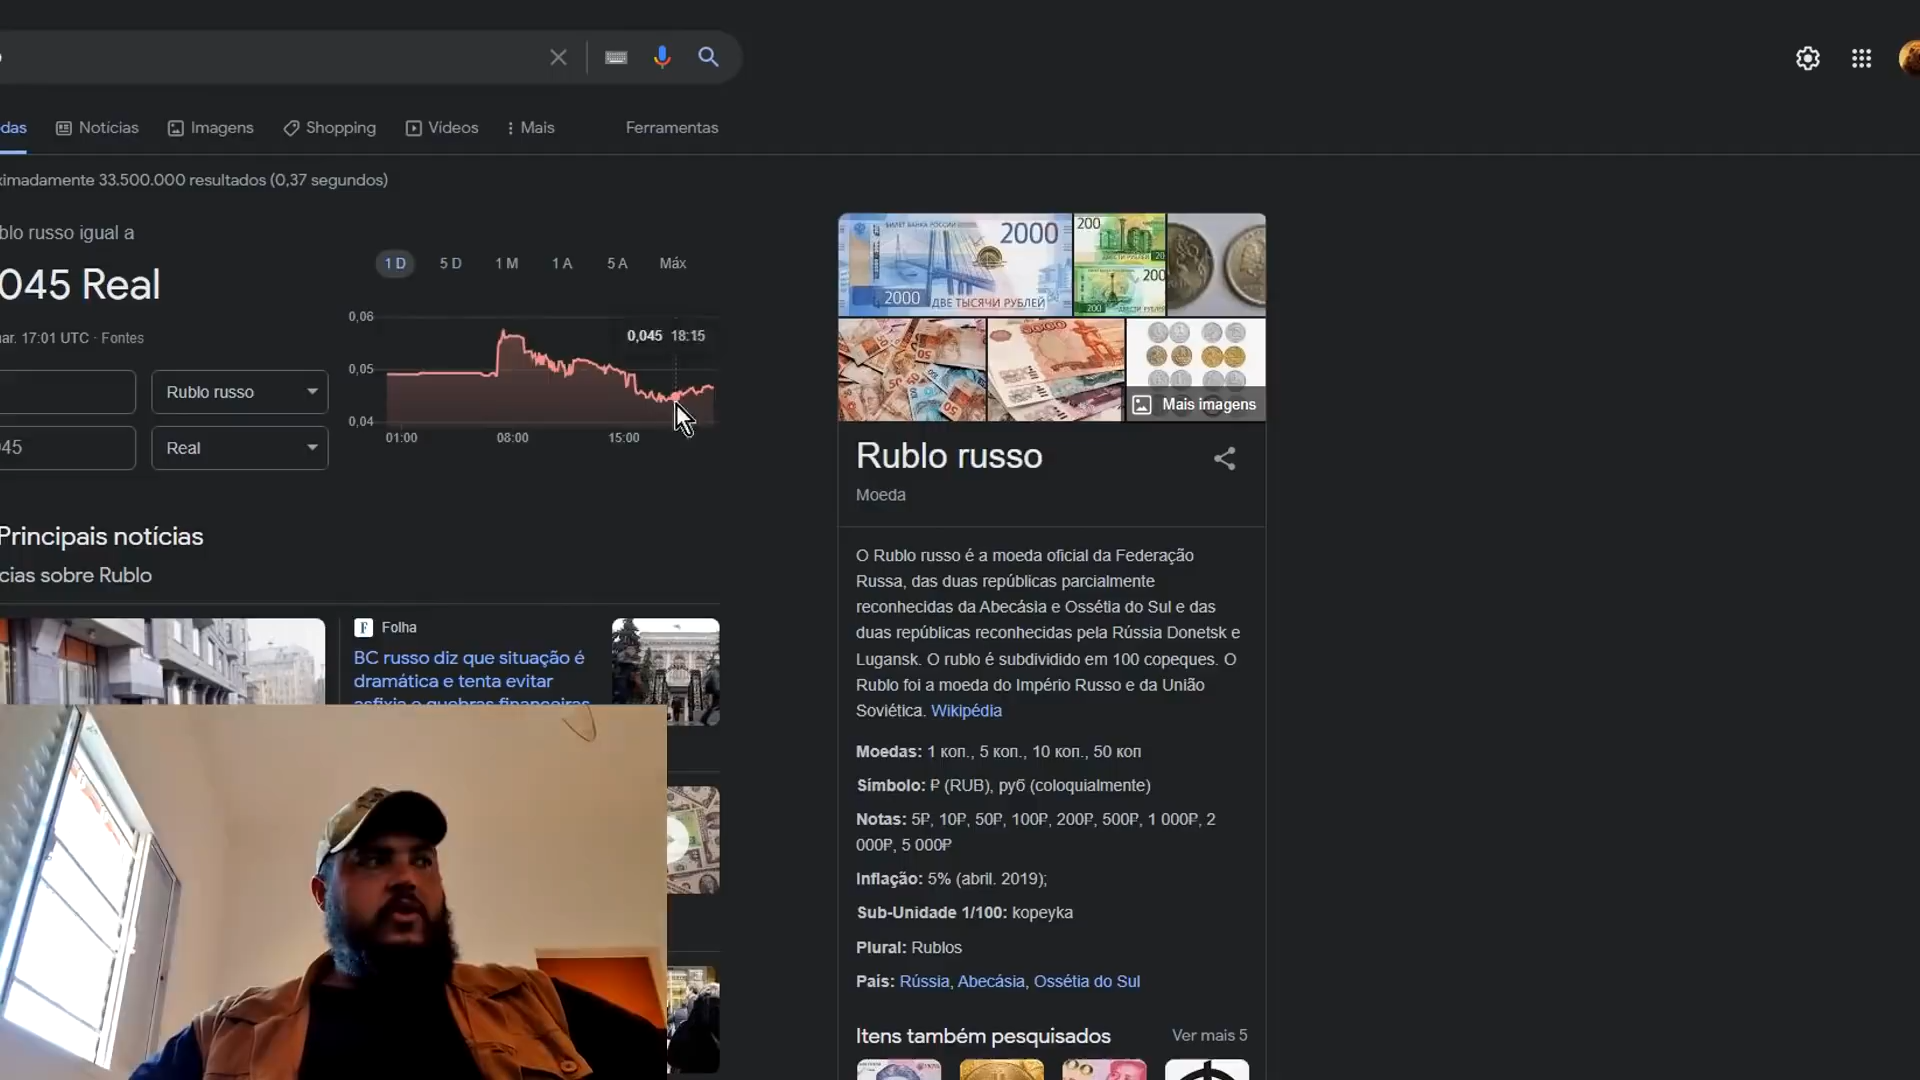 das Notícias Imagens Shopping Vídeos Mais Ferramentas
ximadamente 33.500.000 resultados (0,37 segundos)
blo russo igual a
045 Real
ar. 17:01 UTC · Fontes
Rublo russo
045
Real
1 D 5 D 1 M 1 A 5 A Máx
0,06
0,045 18:15
0,05
0,04
01:00 08:00 15:00
Principais notícias
cias sobre Rublo
F Folha
BC russo diz que situação é
dramática e tenta evitar
asfixia e quebras financeiras
БИЛЕТ БАНКА РОССИИ
2000
2000 ДВЕ ТЫСЯЧИ РУБЛЕЙ
200
200
Mais imagens
Rublo russo
Moeda
O Rublo russo é a moeda oficial da Federação
Russa, das duas repúblicas parcialmente
reconhecidas da Abecásia e Ossétia do Sul e das
duas repúblicas reconhecidas pela Rússia Donetsk e
Lugansk. O rublo é subdividido em 100 copeques. O
Rublo foi a moeda do Império Russo e da União
Soviética. Wikipédia
Moedas: 1 коп., 5 коп., 10 коп., 50 коп
Símbolo: ₽ (RUB), руб (coloquialmente)
Notas: 5₽, 10₽, 50₽, 100₽, 200₽, 500₽, 1 000₽, 2
000₽, 5 000₽
Inflação: 5% (abril. 2019);
Sub-Unidade 1/100: kopeyka
Plural: Rublos
País: Rússia, Abecásia, Ossétia do Sul
Itens também pesquisados Ver mais 5